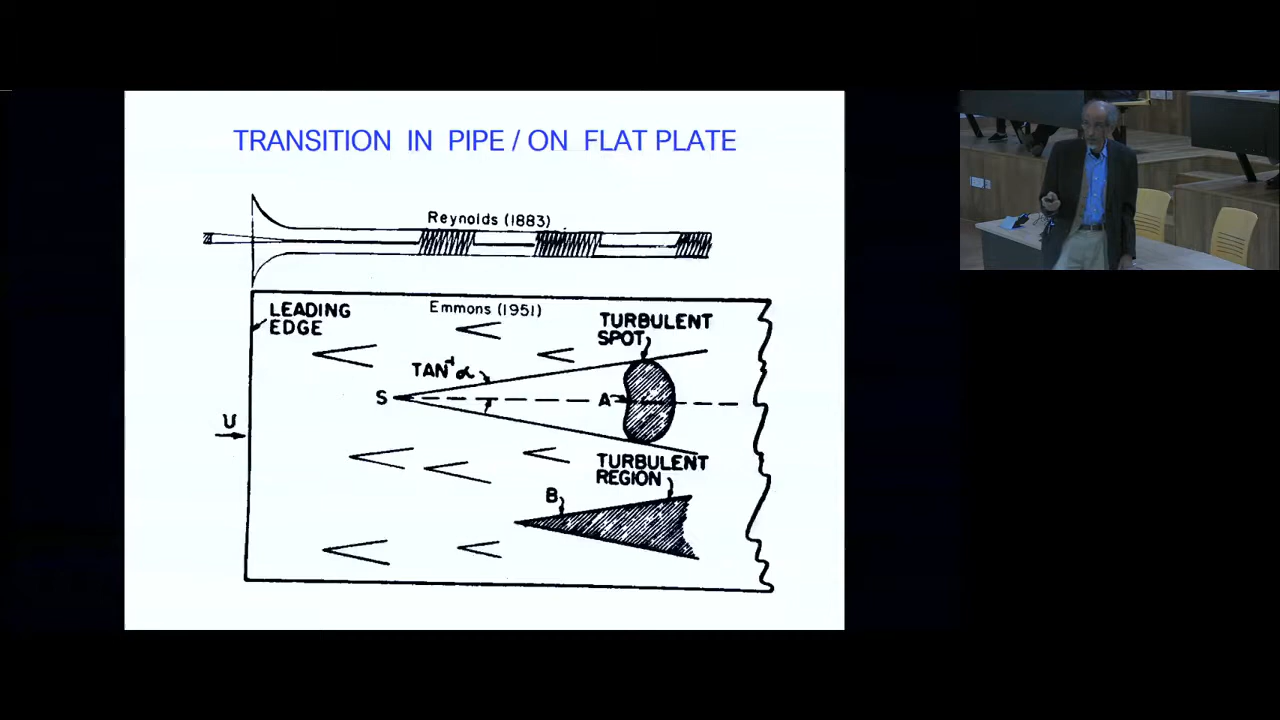 TRANSITION IN PIPE / ON FLAT PLATE
Reynolds (1883)
LEADING
EDGE
Emmons (1951)
TURBULENT
SPOT
TAN⁻¹ α
S
A
U
TURBULENT
REGION
B